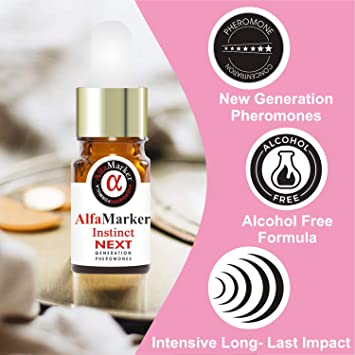 AlfaMarker
α
AlfaMarker
Instinct
NEXT
GENERATION
PHEROMONES
PHEROMONE
CONCENTRATION
New Generation
Pheromones
ALCOHOL
FREE
Alcohol Free
Formula
Intensive Long- Last Impact